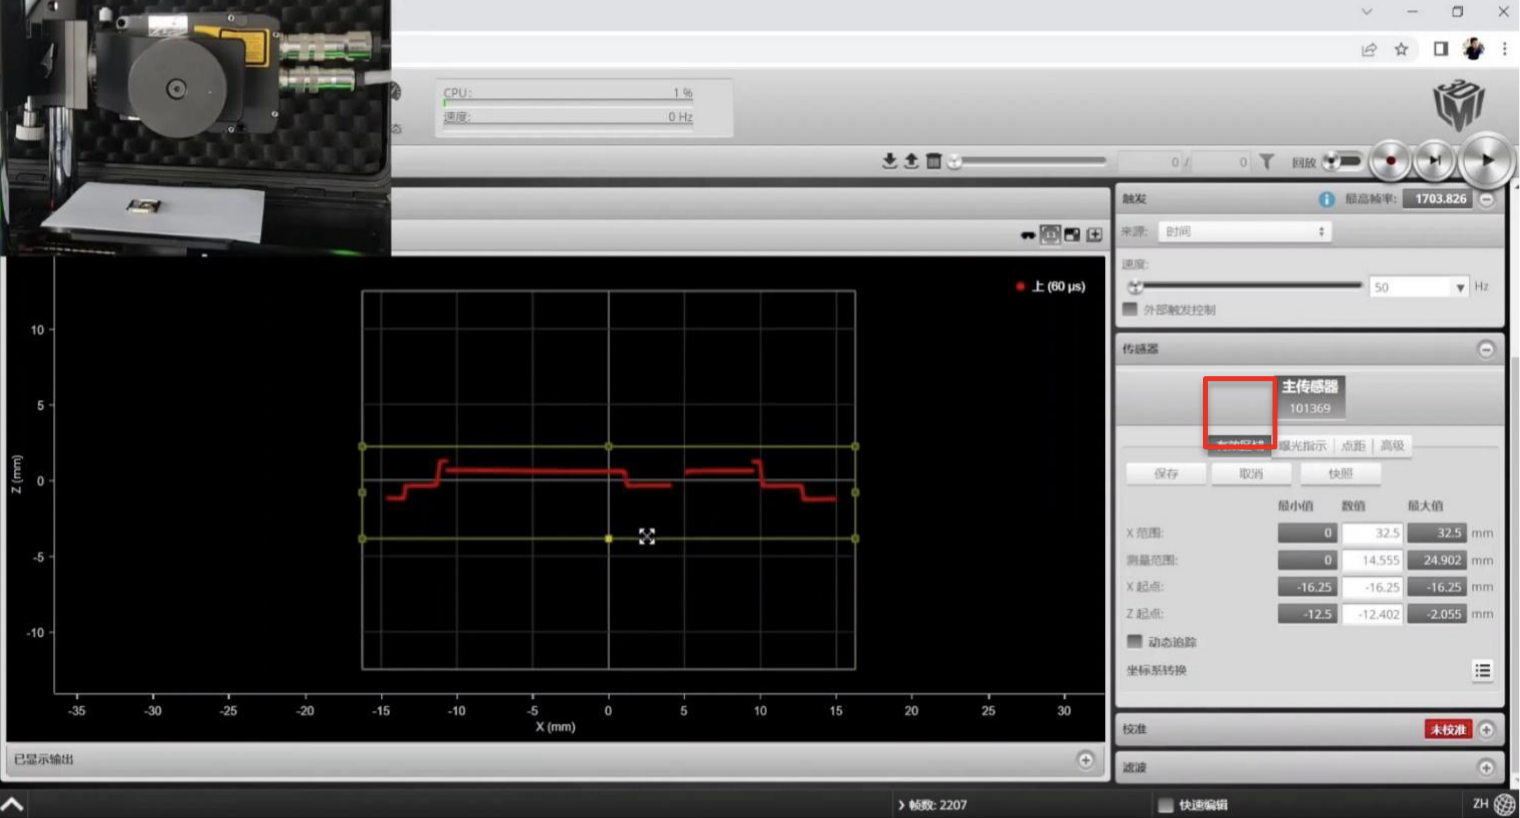 CPU: 1 %
速度: 0 Hz
0 / 0 回放
触发 最高帧率: 1703.826
来源: 时间
速度:
50 Hz
外部触发控制
传感器
主传感器
101369
有效区域 曝光指示 点距 高级
保存 取消 快照
最小值 数值 最大值
X 范围: 0 32.5 32.5 mm
测量范围: 0 14.555 24.902 mm
X 起点: -16.25 -16.25 -16.25 mm
Z 起点: -12.5 -12.402 -2.055 mm
动态追踪
坐标系转换
校准 未校准
滤波
上 (60 µs)
10
5
0
-5
-10
Z (mm)
-35 -30 -25 -20 -15 -10 -5 0 5 10 15 20 25 30
X (mm)
已显示输出
帧数: 2207 快速编辑 ZH